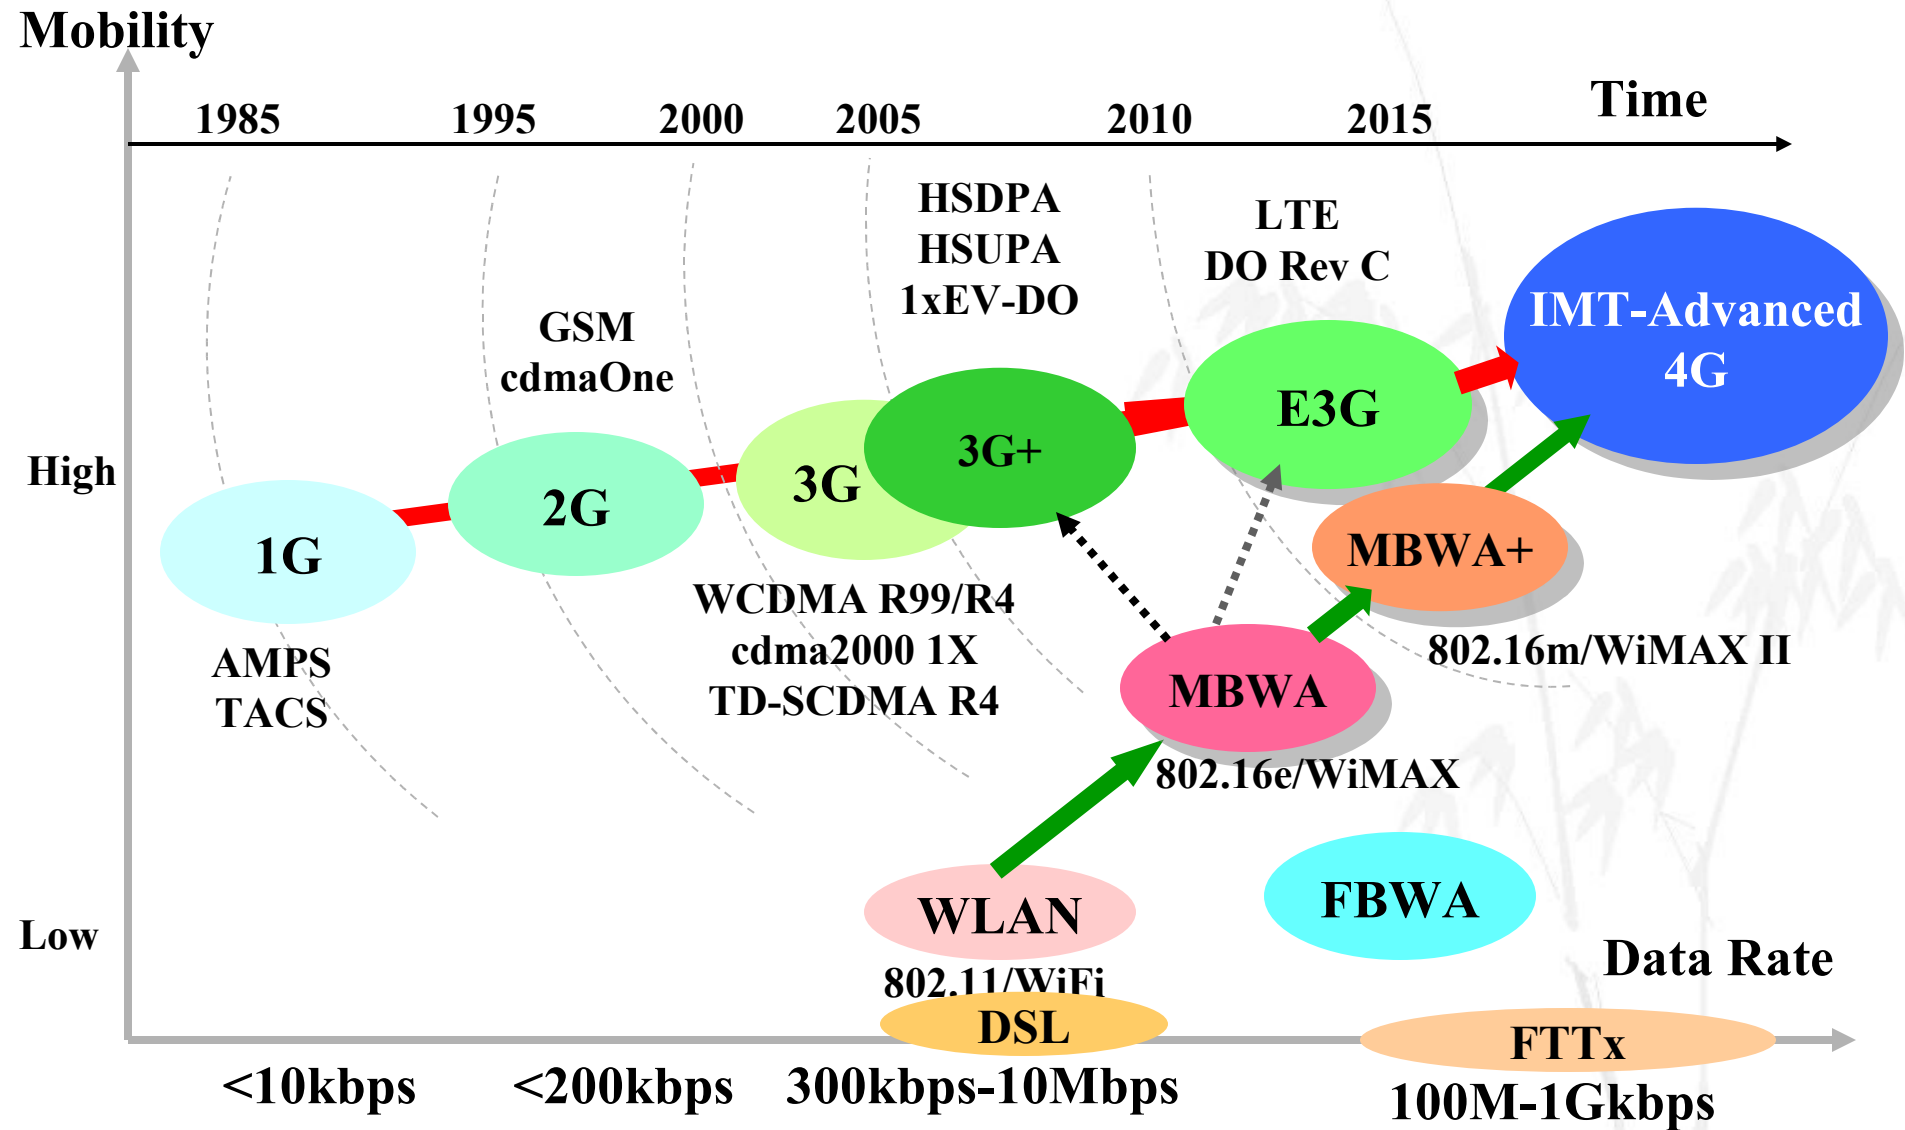 Mobility
Time
1985
1995
2000
2005
2010
2015
HSDPA
HSUPA
1xEV-DO
LTE
DO Rev C
IMT-Advanced
4G
GSM
cdmaOne
E3G
3G+
3G
2G
1G
High
MBWA+
WCDMA R99/R4
cdma2000 1X
TD-SCDMA R4
AMPS
TACS
802.16m/WiMAX II
MBWA
802.16e/WiMAX
WLAN
802.11/WiFi
FBWA
Low
Data Rate
DSL
FTTx
<10kbps
<200kbps
300kbps-10Mbps
100M-1Gkbps